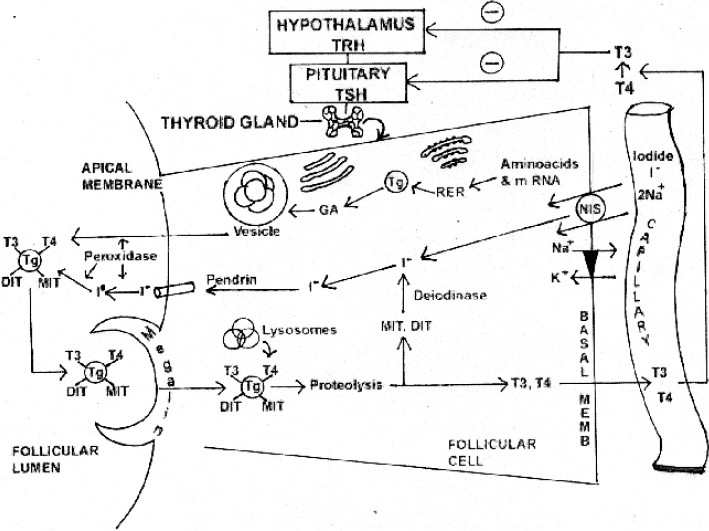 HYPOTHALAMUS
TRH
PITUITARY
TSH
T3
T4
THYROID GLAND
APICAL
MEMBRANE
Aminoacids
& m RNA
RER
Tg
GA
Vesicle
Iodide
I⁻
2Na⁺
NIS
Na⁺
K⁺
CAPILLARY
T3 T4
Tg
DIT MIT
Peroxidase
I⁰
I⁻
Pendrin
I⁻
I⁻
Deiodinase
MIT, DIT
Lysosomes
Megalin
T3 T4
Tg
DIT MIT
T3 T4
Tg
DIT MIT
Proteolysis
T3, T4
BASAL MEMB
T3
T4
FOLLICULAR
LUMEN
FOLLICULAR
CELL